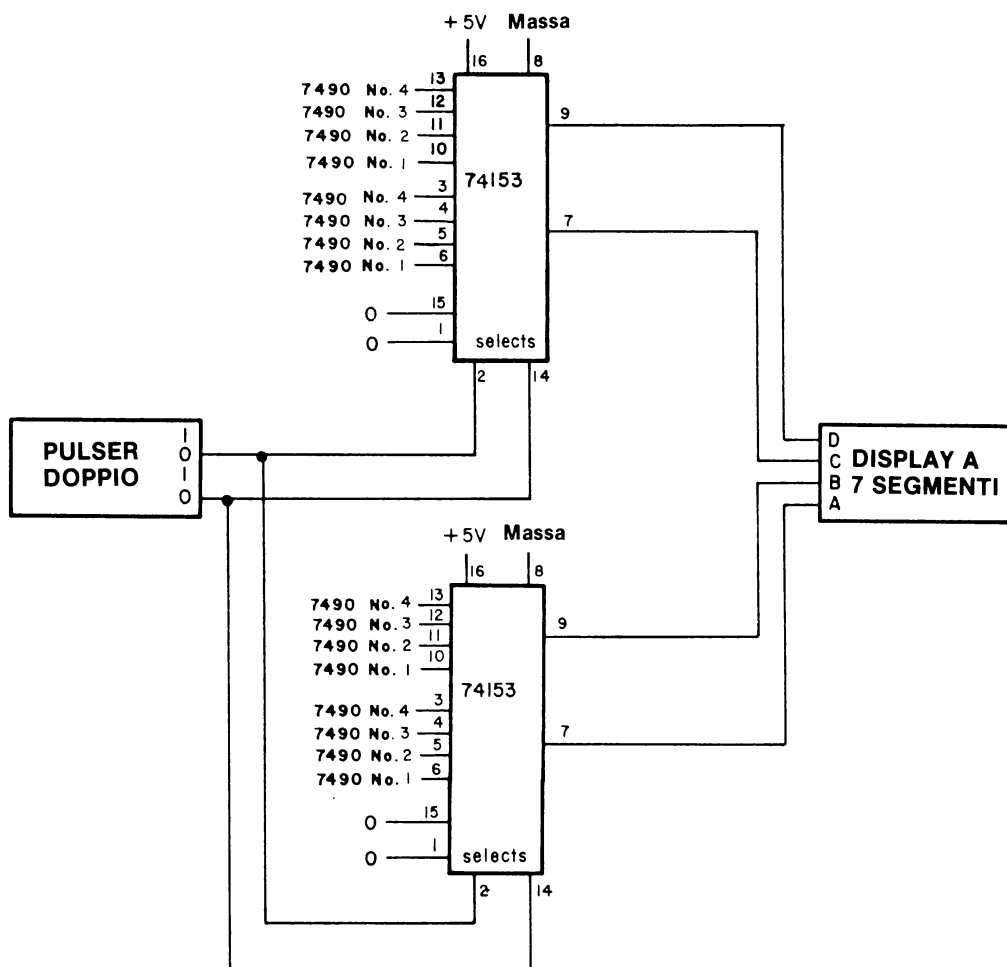 +5V Massa
16 8
7490 No. 4 13
7490 No. 3 12
7490 No. 2 11
7490 No. 1 10
7490 No. 4 3
7490 No. 3 4
7490 No. 2 5
7490 No. 1 6
0 15
0 1
74153
selects
9
7
2 14
PULSER
DOPPIO
1
0
1
0
D
C
B
A
DISPLAY A
7 SEGMENTI
+5V Massa
16 8
7490 No. 4 13
7490 No. 3 12
7490 No. 2 11
7490 No. 1 10
7490 No. 4 3
7490 No. 3 4
7490 No. 2 5
7490 No. 1 6
0 15
0 1
74153
selects
9
7
2 14